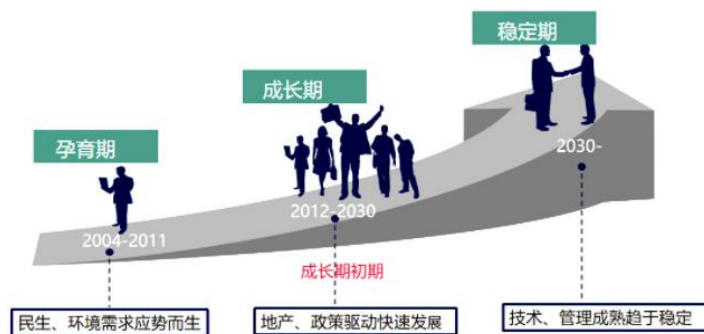 稳定期
成长期
孕育期
2030-
2012-2030
2004-2011
成长期初期
民生、环境需求应势而生
地产、政策驱动快速发展
技术、管理成熟趋于稳定